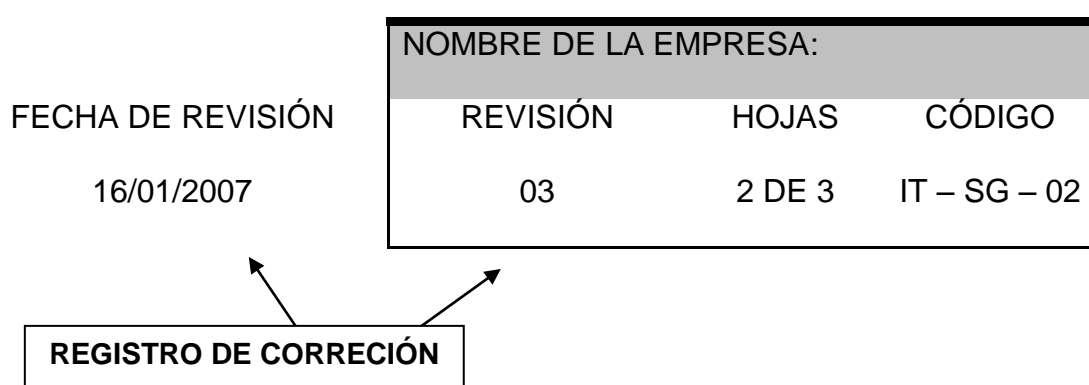 NOMBRE DE LA EMPRESA:
FECHA DE REVISIÓN REVISIÓN HOJAS CÓDIGO
16/01/2007 03 2 DE 3 IT – SG – 02
REGISTRO DE CORRECIÓN